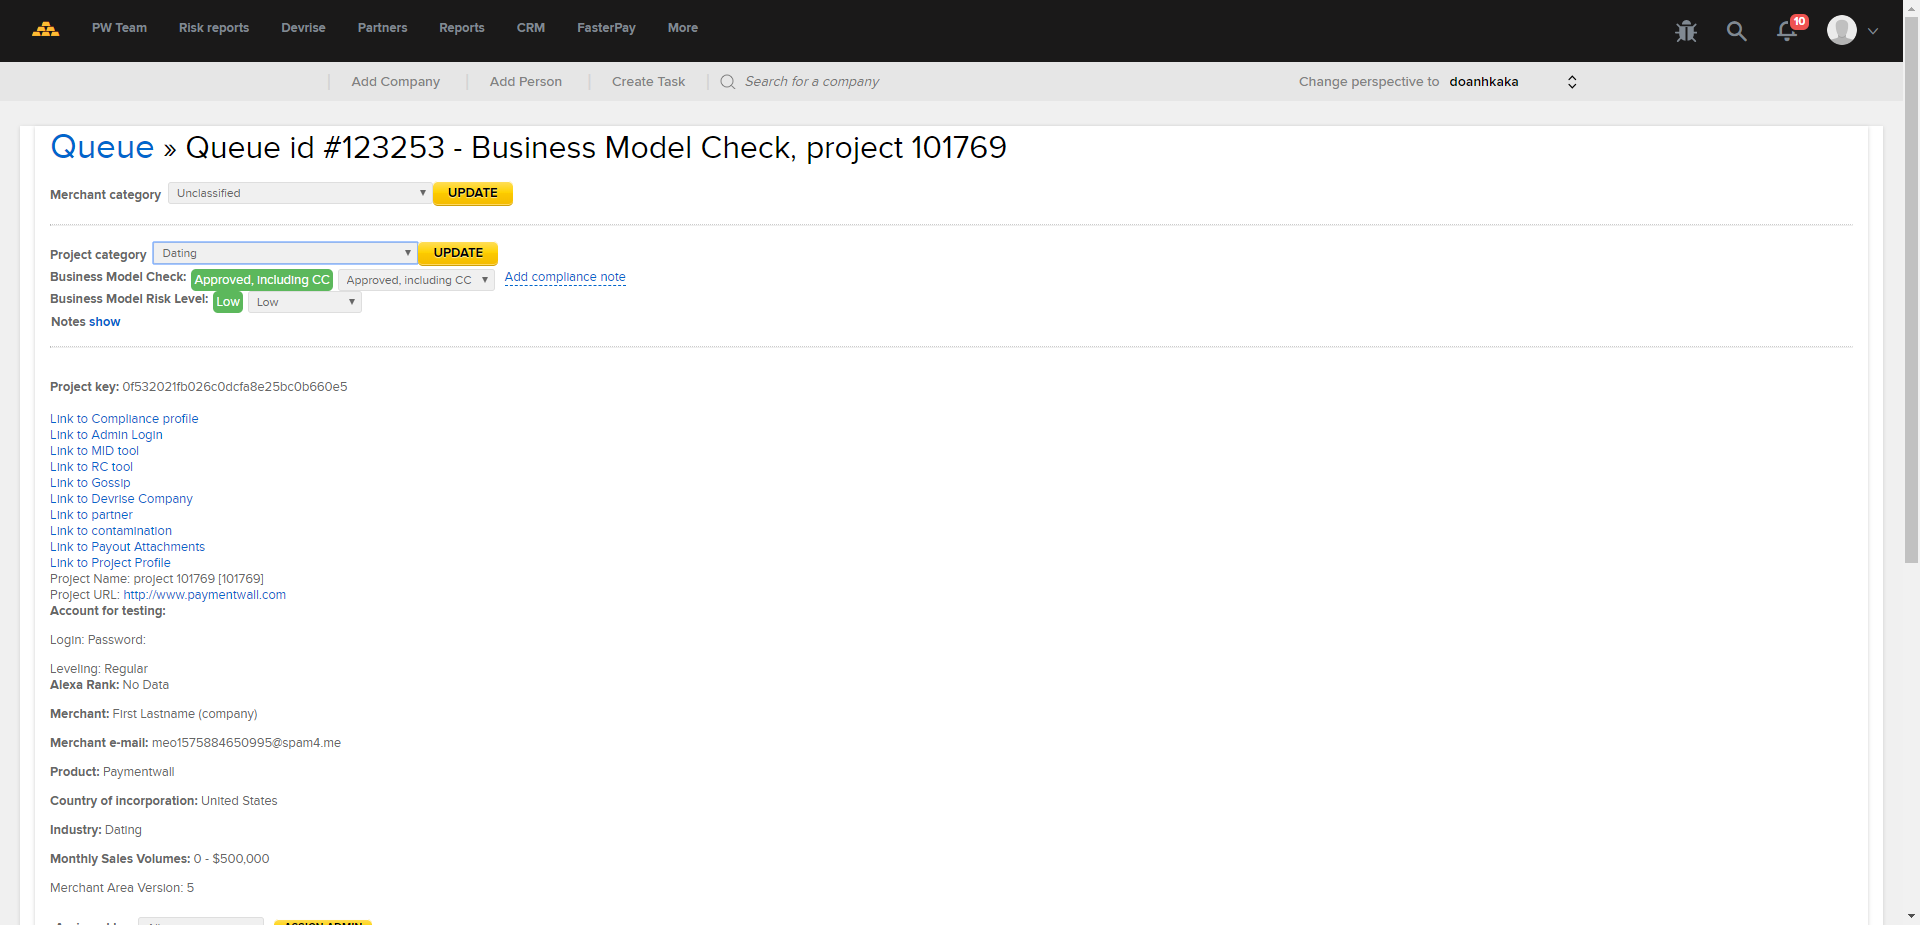 PW Team Risk reports Devrise Partners Reports CRM FasterPay More 10
Add Company Add Person Create Task Search for a company Change perspective to doanhkaka
Queue » Queue id #123253 - Business Model Check, project 101769
Merchant category Unclassified UPDATE
Project category Dating UPDATE
Business Model Check: Approved, including CC Approved, including CC Add compliance note
Business Model Risk Level: Low Low
Notes show
Project key: 0f532021fb026c0dcfa8e25bc0b660e5
Link to Compliance profile
Link to Admin Login
Link to MID tool
Link to RC tool
Link to Gossip
Link to Devrise Company
Link to partner
Link to contamination
Link to Payout Attachments
Link to Project Profile
Project Name: project 101769 [101769]
Project URL: http://www.paymentwall.com
Account for testing:
Login: Password:
Leveling: Regular
Alexa Rank: No Data
Merchant: First Lastname (company)
Merchant e-mail: meo1575884650995@spam4.me
Product: Paymentwall
Country of incorporation: United States
Industry: Dating
Monthly Sales Volumes: 0 - $500,000
Merchant Area Version: 5
ASSIGN ADMIN